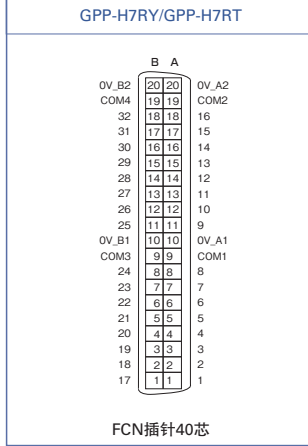 GPP-H7RY/GPP-H7RT
B A
0V_B2 20 20 0V_A2
COM4 19 19 COM2
32 18 18 16
31 17 17 15
30 16 16 14
29 15 15 13
28 14 14 12
27 13 13 11
26 12 12 10
25 11 11 9
0V_B1 10 10 0V_A1
COM3 9 9 COM1
24 8 8 8
23 7 7 7
22 6 6 6
21 5 5 5
20 4 4 4
19 3 3 3
18 2 2 2
17 1 1 1
FCN插针40芯